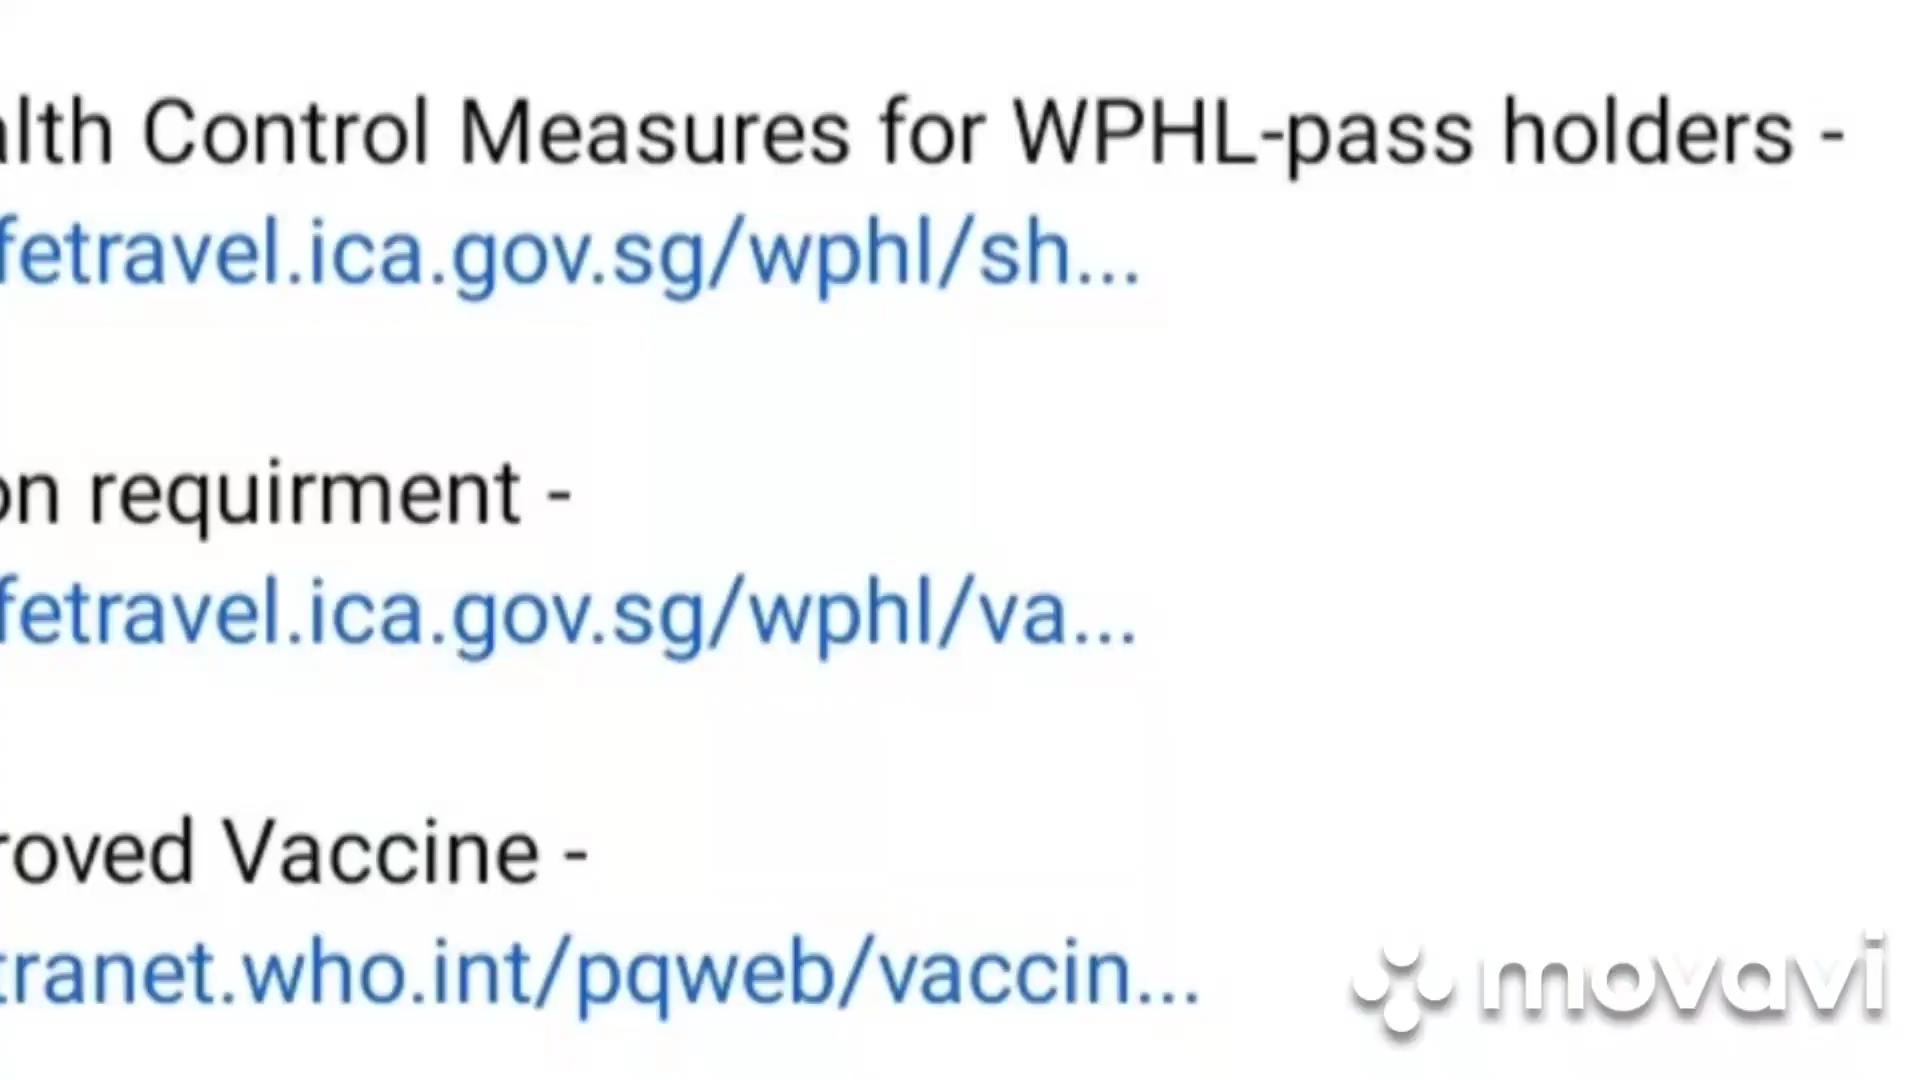 alth Control Measures for WPHL-pass holders -
fetravel.ica.gov.sg/wphl/sh...
on requirment -
fetravel.ica.gov.sg/wphl/va...
roved Vaccine -
tranet.who.int/pqweb/vaccin...
movavi